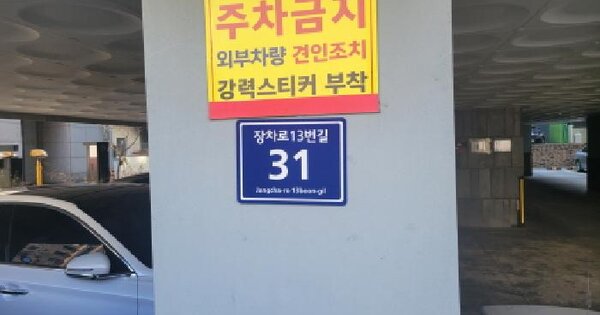 주차금지
외부차량 견인조치
강력스티커 부착
장차로13번길
31
Jangcha-ro 13beon-gil